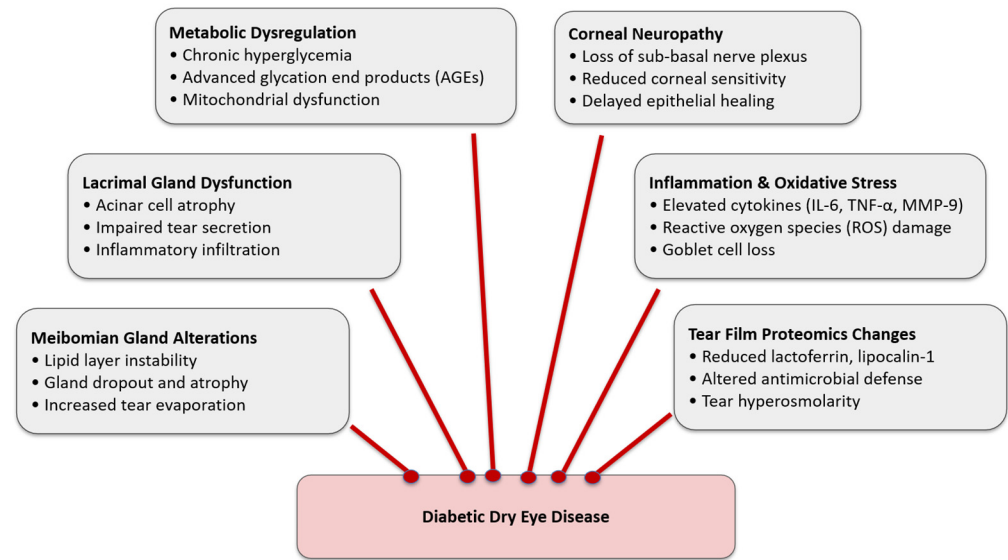 Metabolic Dysregulation
• Chronic hyperglycemia
• Advanced glycation end products (AGEs)
• Mitochondrial dysfunction
Corneal Neuropathy
• Loss of sub-basal nerve plexus
• Reduced corneal sensitivity
• Delayed epithelial healing
Lacrimal Gland Dysfunction
• Acinar cell atrophy
• Impaired tear secretion
• Inflammatory infiltration
Inflammation & Oxidative Stress
• Elevated cytokines (IL-6, TNF-α, MMP-9)
• Reactive oxygen species (ROS) damage
• Goblet cell loss
Meibomian Gland Alterations
• Lipid layer instability
• Gland dropout and atrophy
• Increased tear evaporation
Tear Film Proteomics Changes
• Reduced lactoferrin, lipocalin-1
• Altered antimicrobial defense
• Tear hyperosmolarity
Diabetic Dry Eye Disease